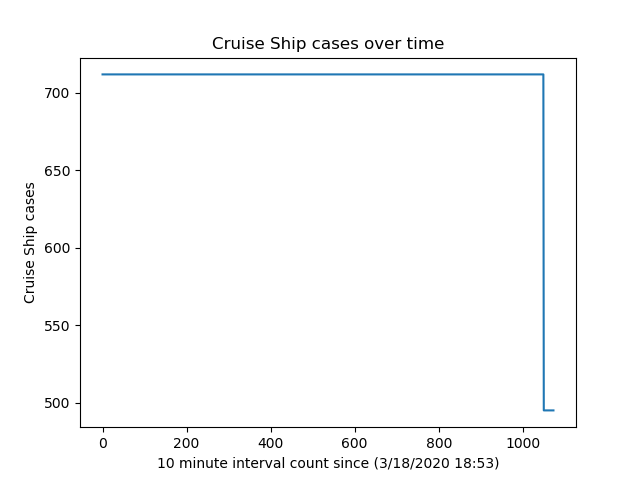 Cruise Ship cases over time
Cruise Ship cases
700
650
600
550
500
0 200 400 600 800 1000
10 minute interval count since (3/18/2020 18:53)